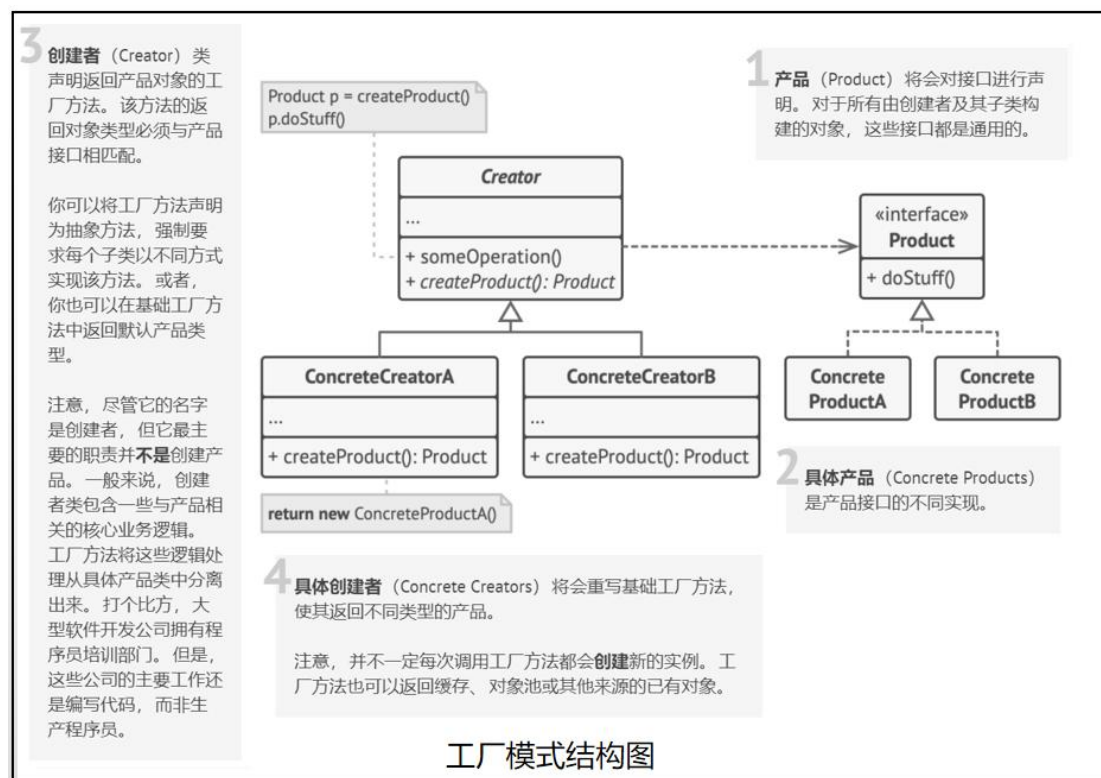 3
创建者（Creator）类
声明返回产品对象的工
厂方法。该方法的返
回对象类型必须与产品
接口相匹配。
你可以将工厂方法声明
为抽象方法，强制要
求每个子类以不同方式
实现该方法。或者，
你也可以在基础工厂方
法中返回默认产品类
型。
注意，尽管它的名字
是创建者，但它最主
要的职责并不是创建产
品。一般来说，创建
者类包含一些与产品相
关的核心业务逻辑。
工厂方法将这些逻辑处
理从具体产品类中分离
出来。打个比方，大
型软件开发公司拥有程
序员培训部门。但是，
这些公司的主要工作还
是编写代码，而非生
产程序员。
Product p = createProduct()
p.doStuff()
Creator
...
+ someOperation()
+ createProduct(): Product
1
产品（Product）将会对接口进行声
明。对于所有由创建者及其子类构
建的对象，这些接口都是通用的。
«interface»
Product
+ doStuff()
ConcreteCreatorA
...
+ createProduct(): Product
ConcreteCreatorB
...
+ createProduct(): Product
Concrete
ProductA
Concrete
ProductB
return new ConcreteProductA()
2
具体产品（Concrete Products）
是产品接口的不同实现。
4
具体创建者（Concrete Creators）将会重写基础工厂方法，
使其返回不同类型的产品。
注意，并不一定每次调用工厂方法都会创建新的实例。工
厂方法也可以返回缓存、对象池或其他来源的已有对象。
工厂模式结构图